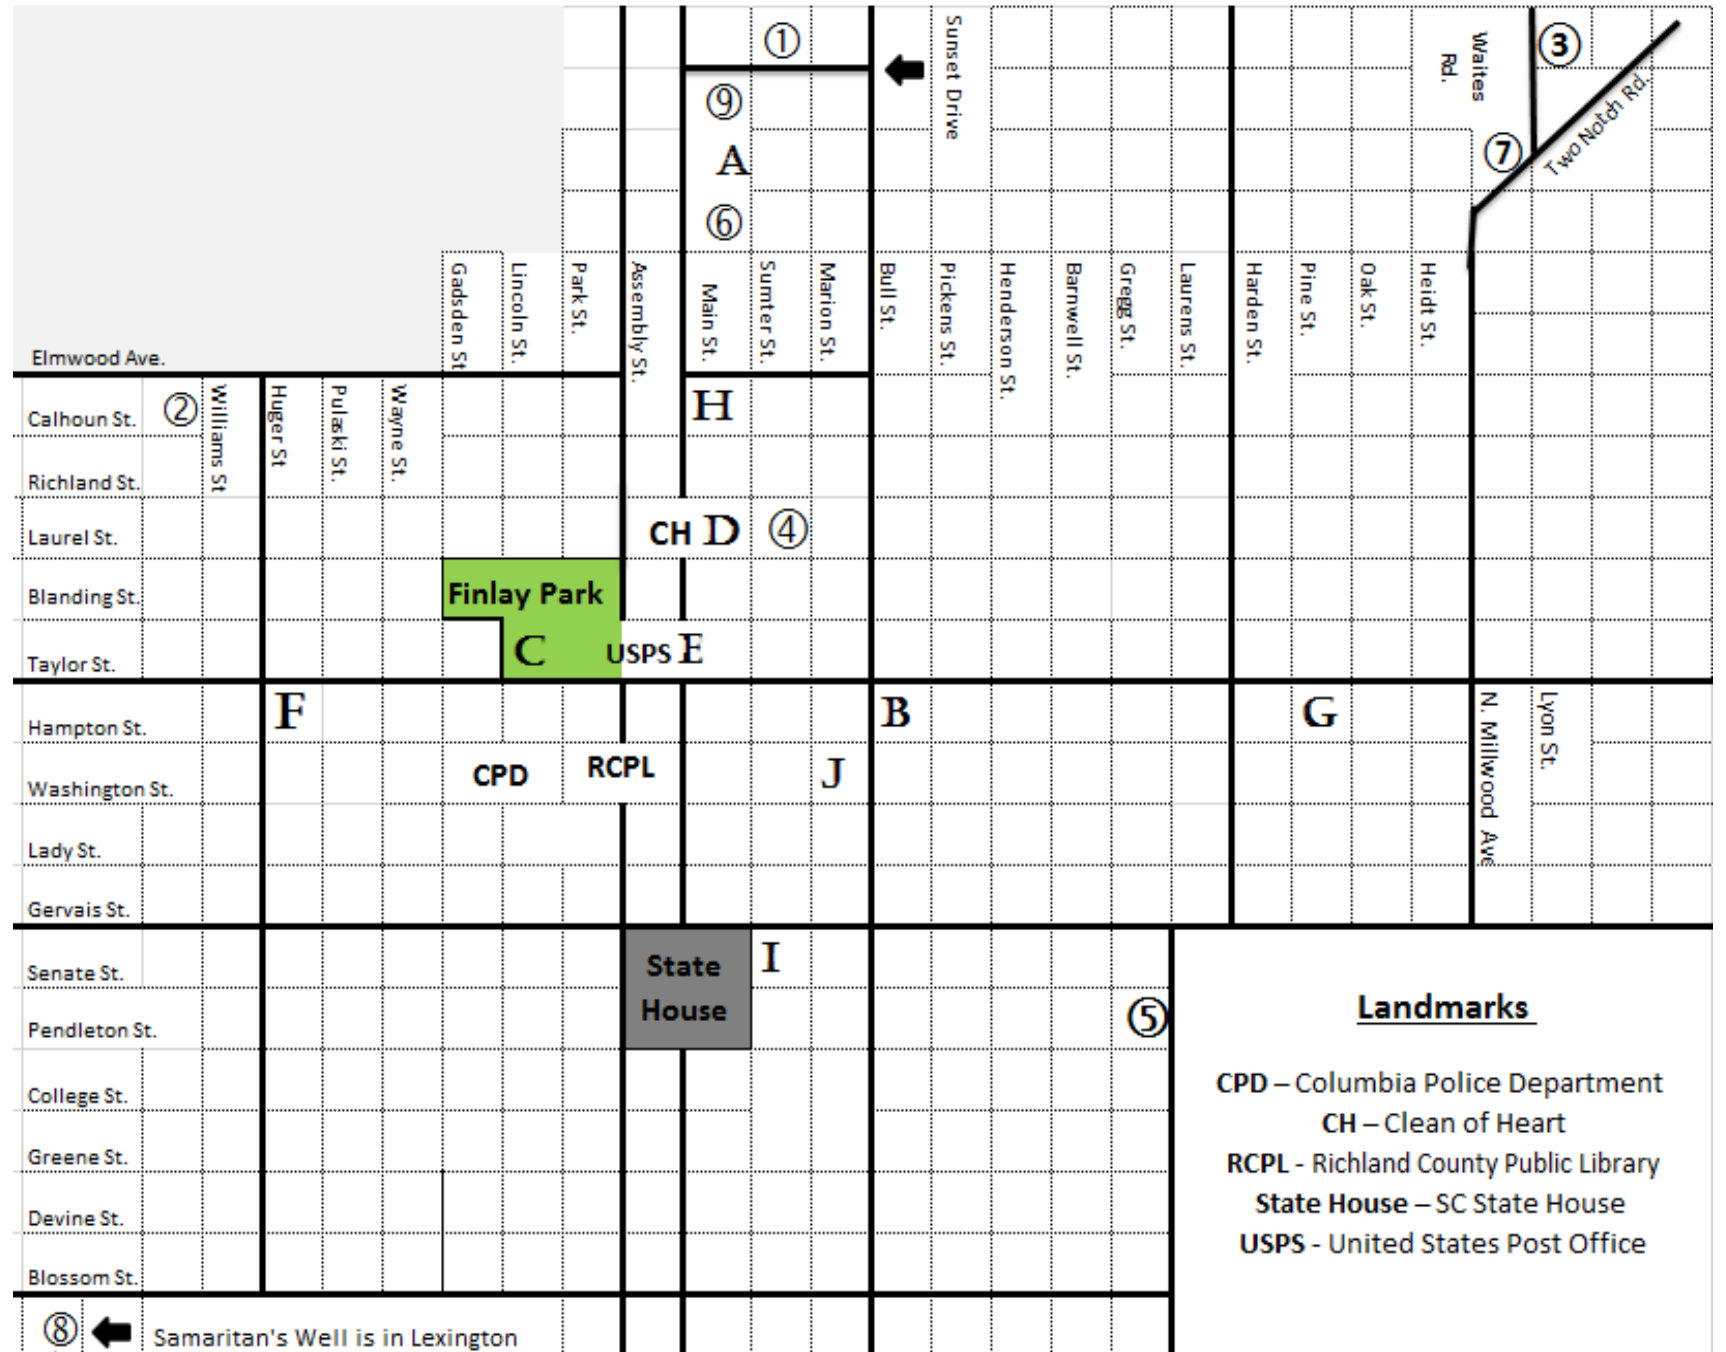 ①
Sunset Drive
Waites
Rd.
③
⑨
Two Notch Rd.
⑦
A
⑥
Gadsden St
Lincoln St.
Park St.
Assembly St.
Main St.
Sumter St.
Marion St.
Bull St.
Pickens St.
Henderson St.
Barnwell St.
Gregg St.
Laurens St.
Harden St.
Pine St.
Oak St.
Heidt St.
Elmwood Ave.
Calhoun St.
②
Williams St
Huger St
Pulaski St.
Wayne St.
H
Richland St.
Laurel St.
CH D
④
Blanding St.
Finlay Park
Taylor St.
C
USPS E
Hampton St.
F
B
G
N. Millwood Ave
Lyon St.
Washington St.
CPD
RCPL
J
Lady St.
Gervais St.
Senate St.
State
House
I
Pendleton St.
⑤
College St.
Greene St.
Devine St.
Blossom St.
⑧
Samaritan's Well is in Lexington
Landmarks
CPD – Columbia Police Department
CH – Clean of Heart
RCPL - Richland County Public Library
State House – SC State House
USPS - United States Post Office